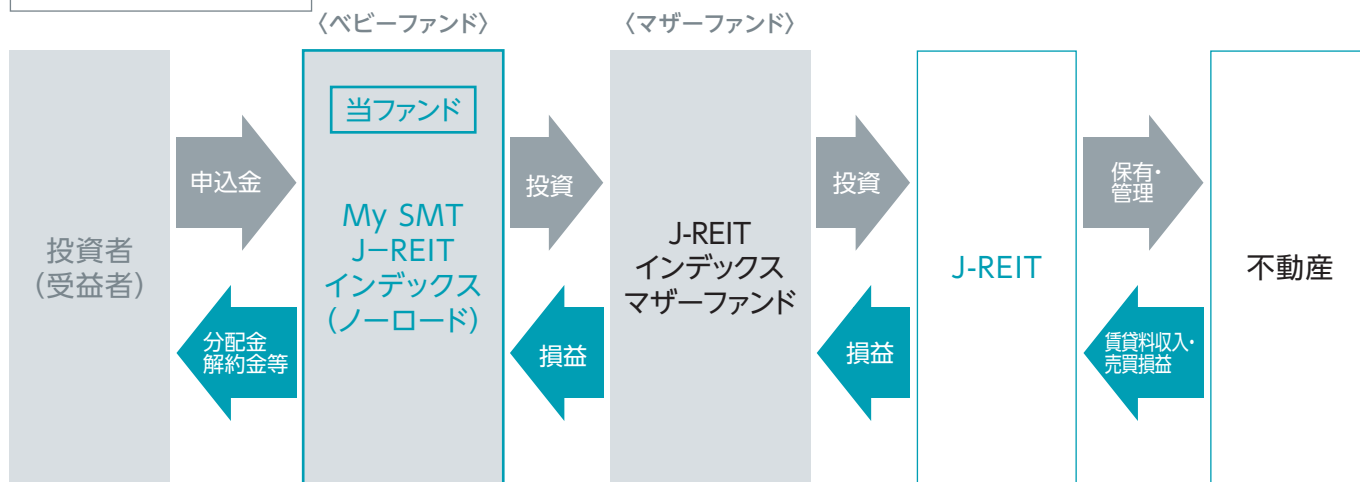 〈ベビーファンド〉
〈マザーファンド〉
投資者
(受益者)
申込金
分配金
解約金等
当ファンド
My SMT
J−REIT
インデックス
(ノーロード)
投資
損益
J-REIT
インデックス
マザーファンド
投資
損益
J-REIT
保有・
管理
賃貸料収入・
売買損益
不動産